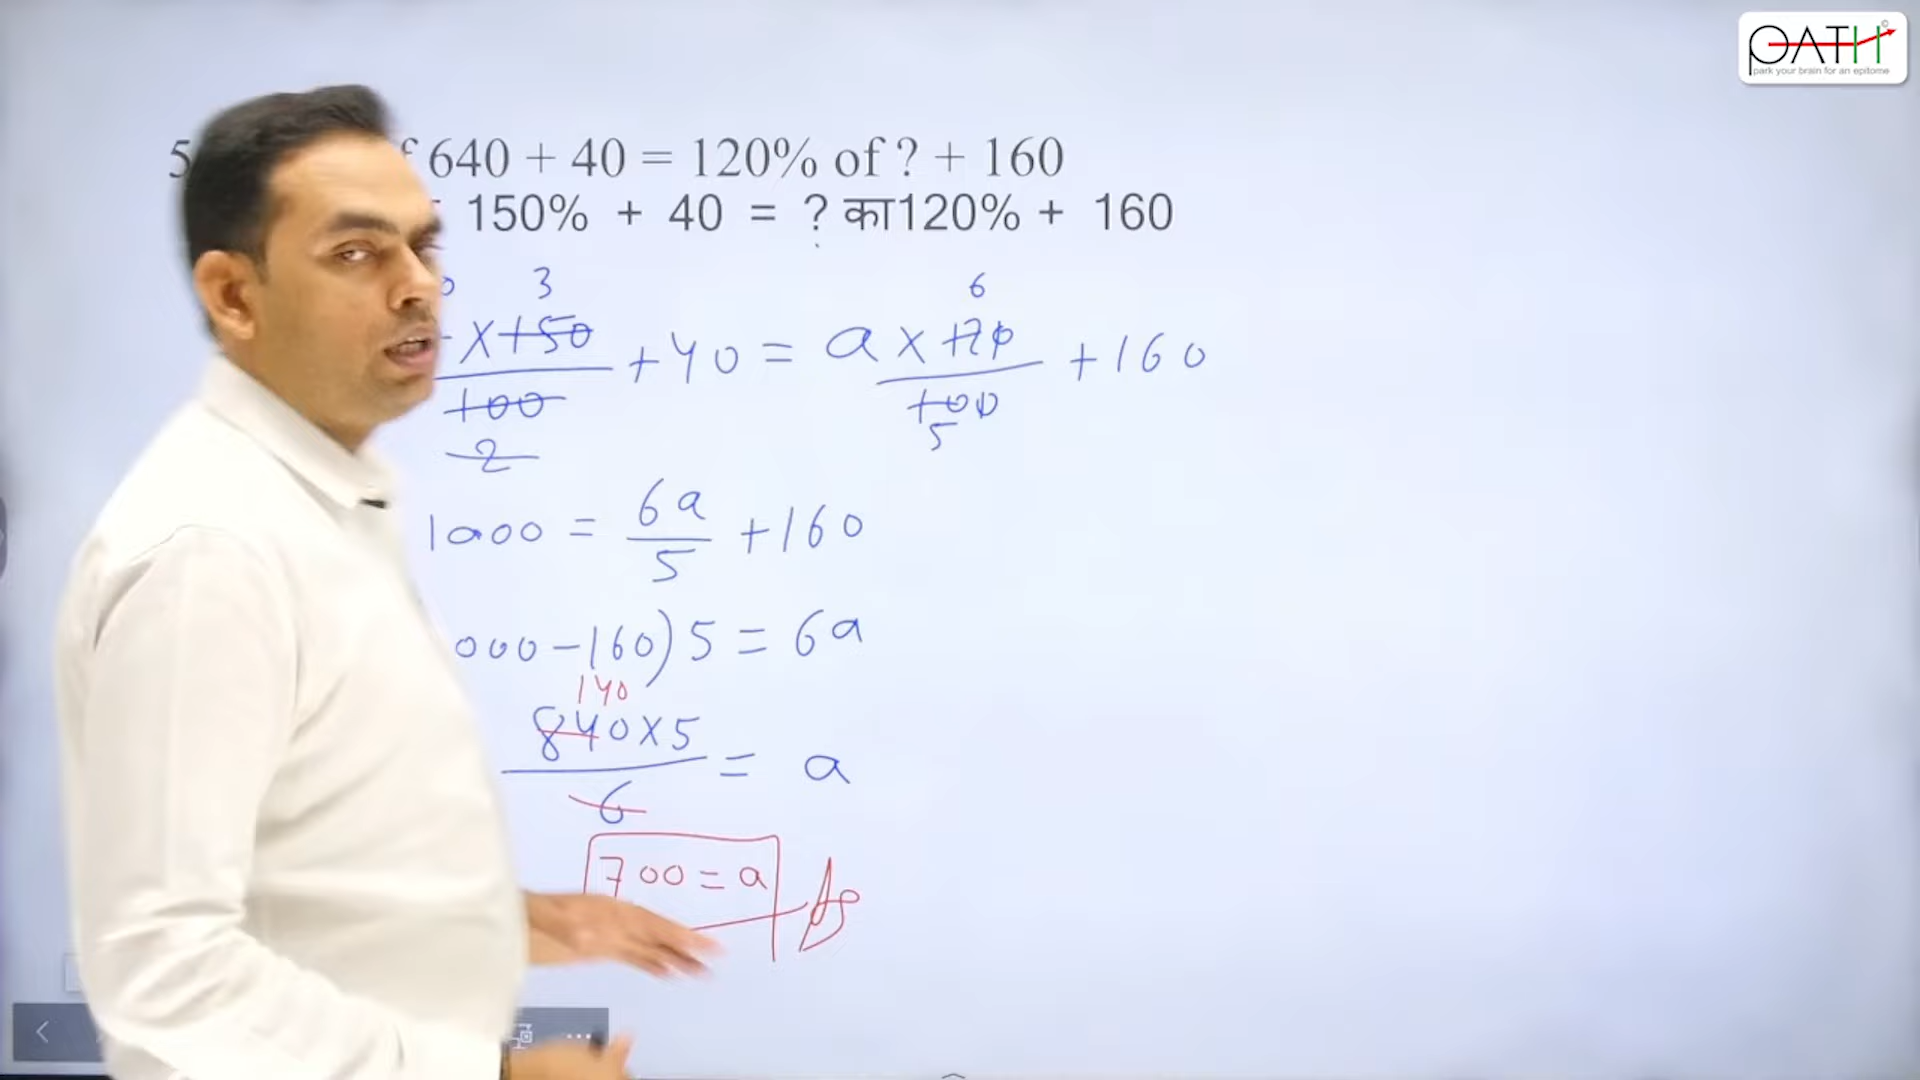 PATH
park your brain for an epitome
5 640 + 40 = 120% of ? + 160
150% + 40 = ? का120% + 160
3 6
x 150 + 40 = a x 120 + 160
100 100
2 5
1000 = 6a/5 + 160
000 - 160) 5 = 6a
140
840 x 5 = a
6
700 = a